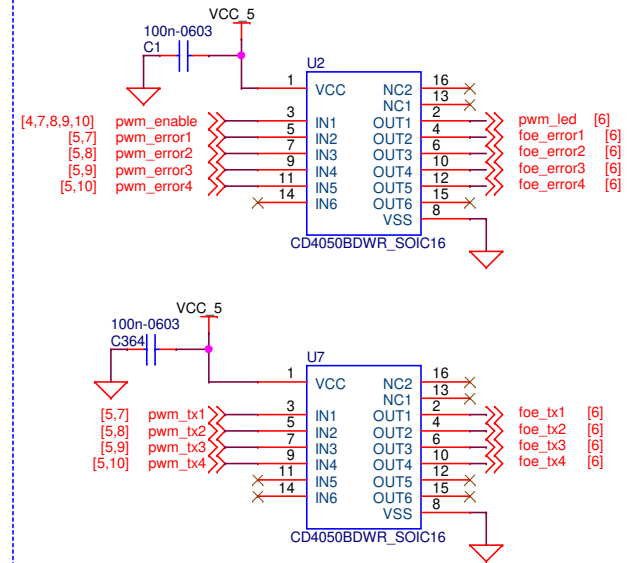 VCC_5
100n-0603
C1
U2
1 VCC NC2 16
NC1 13
[4,7,8,9,10] pwm_enable 3 IN1 OUT1 2 pwm_led [6]
[5,7] pwm_error1 5 IN2 OUT2 4 foe_error1 [6]
[5,8] pwm_error2 7 IN3 OUT3 6 foe_error2 [6]
[5,9] pwm_error3 9 IN4 OUT4 10 foe_error3 [6]
[5,10] pwm_error4 11 IN5 OUT5 12 foe_error4 [6]
14 IN6 OUT6 15
VSS 8
CD4050BDWR_SOIC16
VCC_5
100n-0603
C364
U7
1 VCC NC2 16
NC1 13
[5,7] pwm_tx1 3 IN1 OUT1 2 foe_tx1 [6]
[5,8] pwm_tx2 5 IN2 OUT2 4 foe_tx2 [6]
[5,9] pwm_tx3 7 IN3 OUT3 6 foe_tx3 [6]
[5,10] pwm_tx4 9 IN4 OUT4 10 foe_tx4 [6]
11 IN5 OUT5 12
14 IN6 OUT6 15
VSS 8
CD4050BDWR_SOIC16